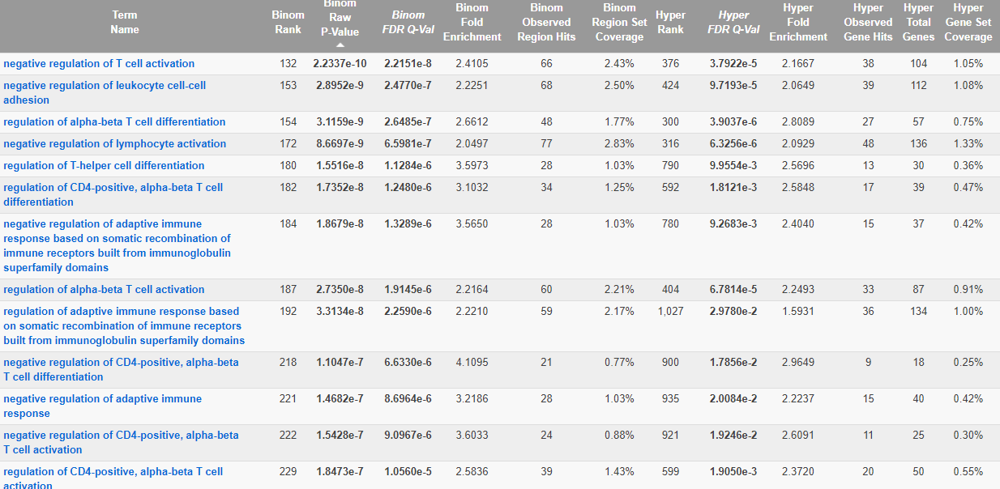 Term Name	Binom Rank	Binom Raw P-Value	Binom FDR Q-Val	Binom Fold Enrichment	Binom Observed Region Hits	Binom Region Set Coverage	Hyper Rank	Hyper FDR Q-Val	Hyper Fold Enrichment	Hyper Observed Gene Hits	Hyper Total Genes	Hyper Gene Set Coverage
negative regulation of T cell activation	132	2.2337e-10	2.2151e-8	2.4105	66	2.43%	376	3.7922e-5	2.1667	38	104	1.05%
negative regulation of leukocyte cell-cell	153	2.8952e-9	2.4770e-7	2.2251	68	2.50%	424	9.7193e-5	2.0649	39	112	1.08%
adhesion
regulation of alpha-beta T cell differentiation	154	3.1159e-9	2.6485e-7	2.6612	48	1.77%	300	3.9037e-6	2.8089	27	57	0.75%
negative regulation of lymphocyte activation	172	8.6697e-9	6.5981e-7	2.0497	77	2.83%	316	6.3256e-6	2.0929	48	136	1.33%
regulation of T-helper cell differentiation	180	1.5516e-8	1.1284e-6	3.5973	28	1.03%	790	9.9554e-3	2.5696	13	30	0.36%
regulation of CD4-positive, alpha-beta T cell	182	1.7352e-8	1.2480e-6	3.1032	34	1.25%	592	1.8121e-3	2.5848	17	39	0.47%
differentiation
negative regulation of adaptive immune	184	1.8679e-8	1.3289e-6	3.5650	28	1.03%	780	9.2683e-3	2.4040	15	37	0.42%
response based on somatic recombination of
immune receptors built from immunoglobulin
superfamily domains
regulation of alpha-beta T cell activation	187	2.7350e-8	1.9145e-6	2.2164	60	2.21%	404	6.7814e-5	2.2493	33	87	0.91%
regulation of adaptive immune response based	192	3.3134e-8	2.2590e-6	2.2210	59	2.17%	1,027	2.9780e-2	1.5931	36	134	1.00%
on somatic recombination of immune receptors
built from immunoglobulin superfamily domains
negative regulation of CD4-positive, alpha-beta	218	1.1047e-7	6.6330e-6	4.1095	21	0.77%	900	1.7856e-2	2.9649	9	18	0.25%
T cell differentiation
negative regulation of adaptive immune	221	1.4682e-7	8.6964e-6	3.2186	28	1.03%	935	2.0084e-2	2.2237	15	40	0.42%
response
negative regulation of CD4-positive, alpha-beta	222	1.5428e-7	9.0967e-6	3.6033	24	0.88%	921	1.9246e-2	2.6091	11	25	0.30%
T cell activation
regulation of CD4-positive, alpha-beta T cell	229	1.8473e-7	1.0560e-5	2.5836	39	1.43%	599	1.9050e-3	2.3720	20	50	0.55%
activation